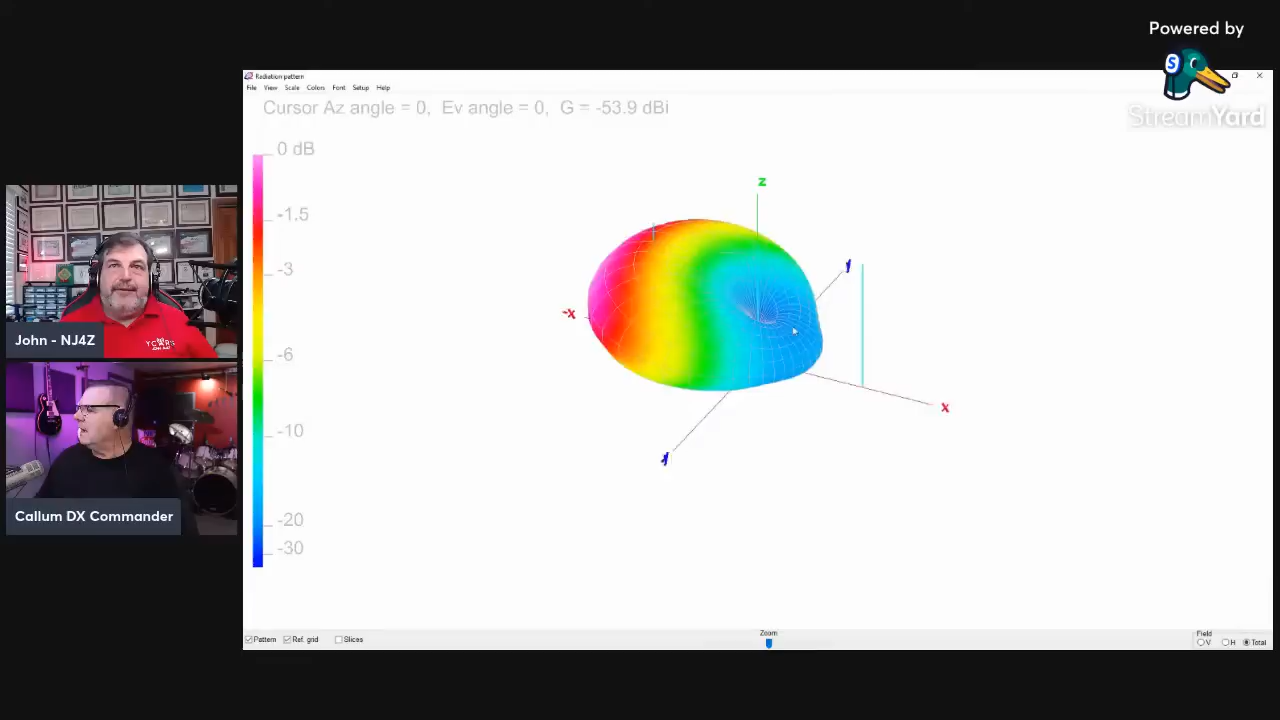 Powered by
S
StreamYard
Radiation pattern
File View Scale Colors Font Setup Help
Cursor Az angle = 0, Ev angle = 0, G = -53.9 dBi
0 dB
-1.5
-3
-6
-10
-20
-30
z
-x
x
Pattern Ref. grid Slices
Zoom
Field
V H Total
John - NJ4Z
Callum DX Commander